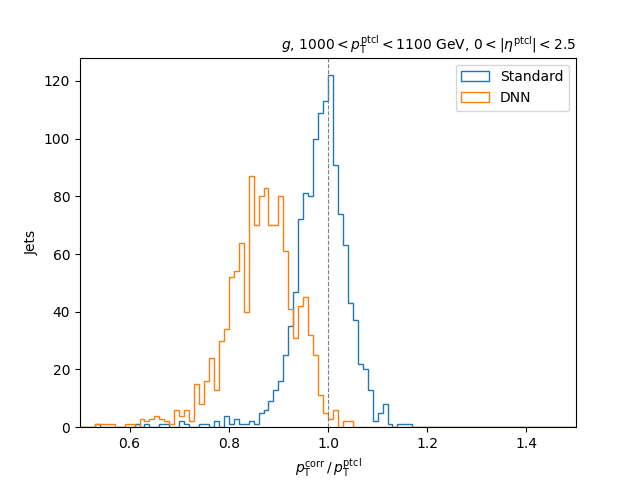 g, 1000 < p_T^ptcl < 1100 GeV, 0 < |η^ptcl| < 2.5
Standard
DNN
Jets
120
100
80
60
40
20
0
0.6 0.8 1.0 1.2 1.4
p_T^corr / p_T^ptcl